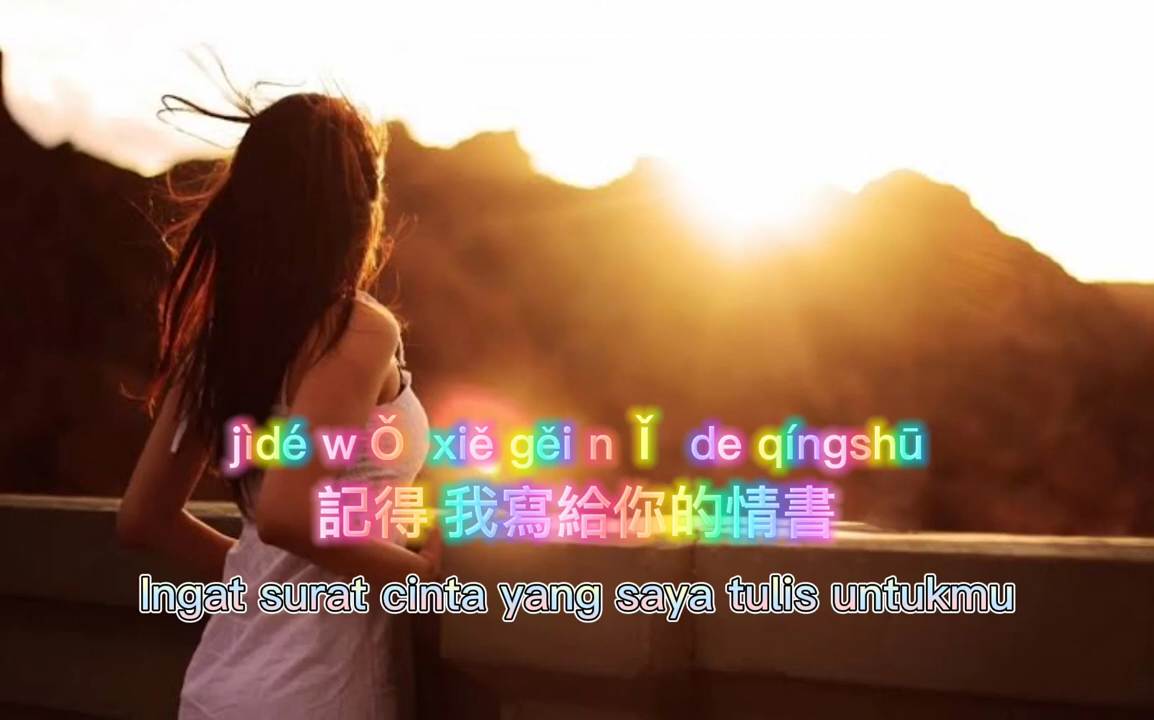 jìdé wǑ xiě gěi nǏ de qíngshū
記得 我寫給你的情書
Ingat surat cinta yang saya tulis untukmu